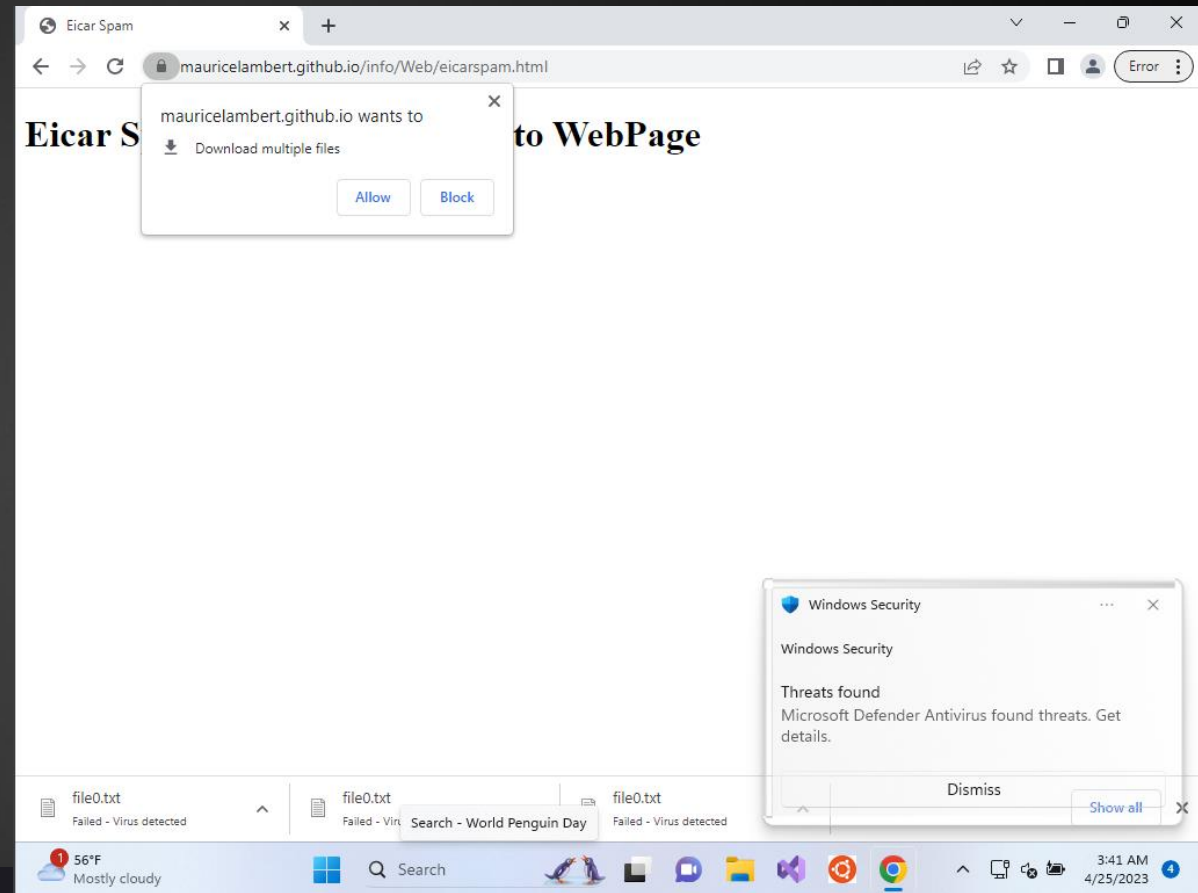 Eicar Spam
mauricelambert.github.io/info/Web/eicarspam.html
Error
mauricelambert.github.io wants to
Download multiple files
Allow
Block
Eicar S
to WebPage
Windows Security
Windows Security
Threats found
Microsoft Defender Antivirus found threats. Get
details.
Dismiss
Show all
file0.txt
Failed - Virus detected
file0.txt
Failed - Viru
Search - World Penguin Day
file0.txt
Failed - Virus detected
1
56°F
Mostly cloudy
Search
3:41 AM
4/25/2023
4